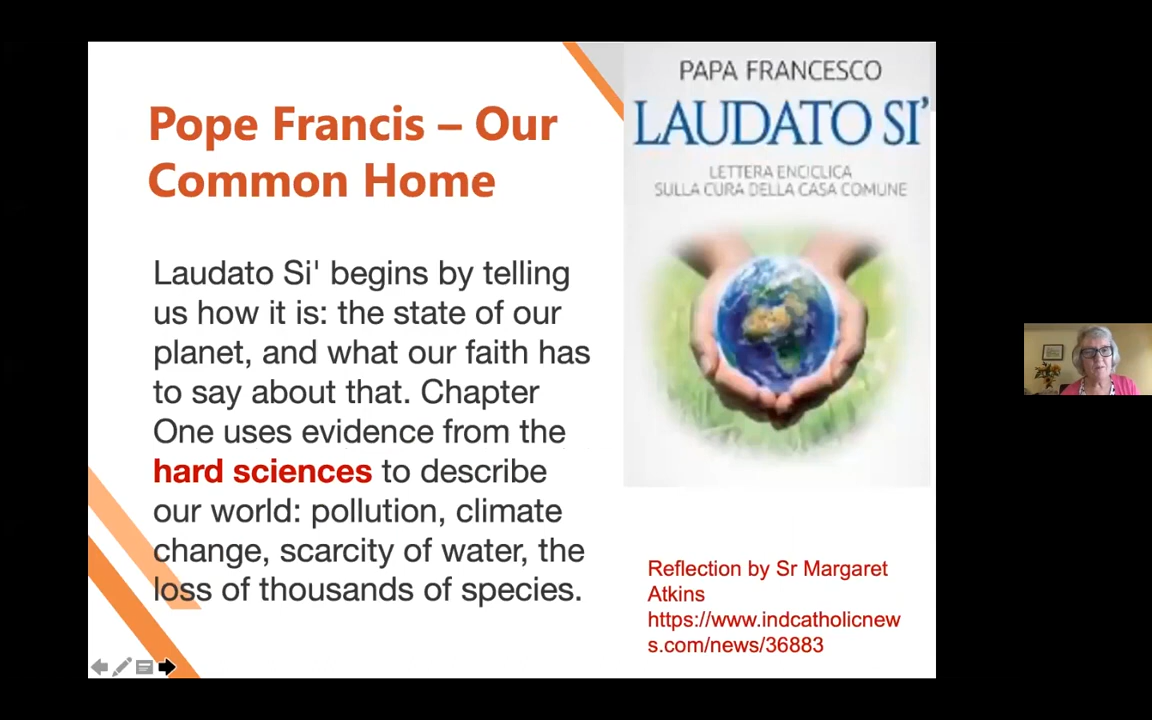 Pope Francis – Our
Common Home
Laudato Si' begins by telling
us how it is: the state of our
planet, and what our faith has
to say about that. Chapter
One uses evidence from the
hard sciences to describe
our world: pollution, climate
change, scarcity of water, the
loss of thousands of species.
PAPA FRANCESCO
LAUDATO SI’
LETTERA ENCICLICA
SULLA CURA DELLA CASA COMUNE
Reflection by Sr Margaret
Atkins
https://www.indcatholicnew
s.com/news/36883